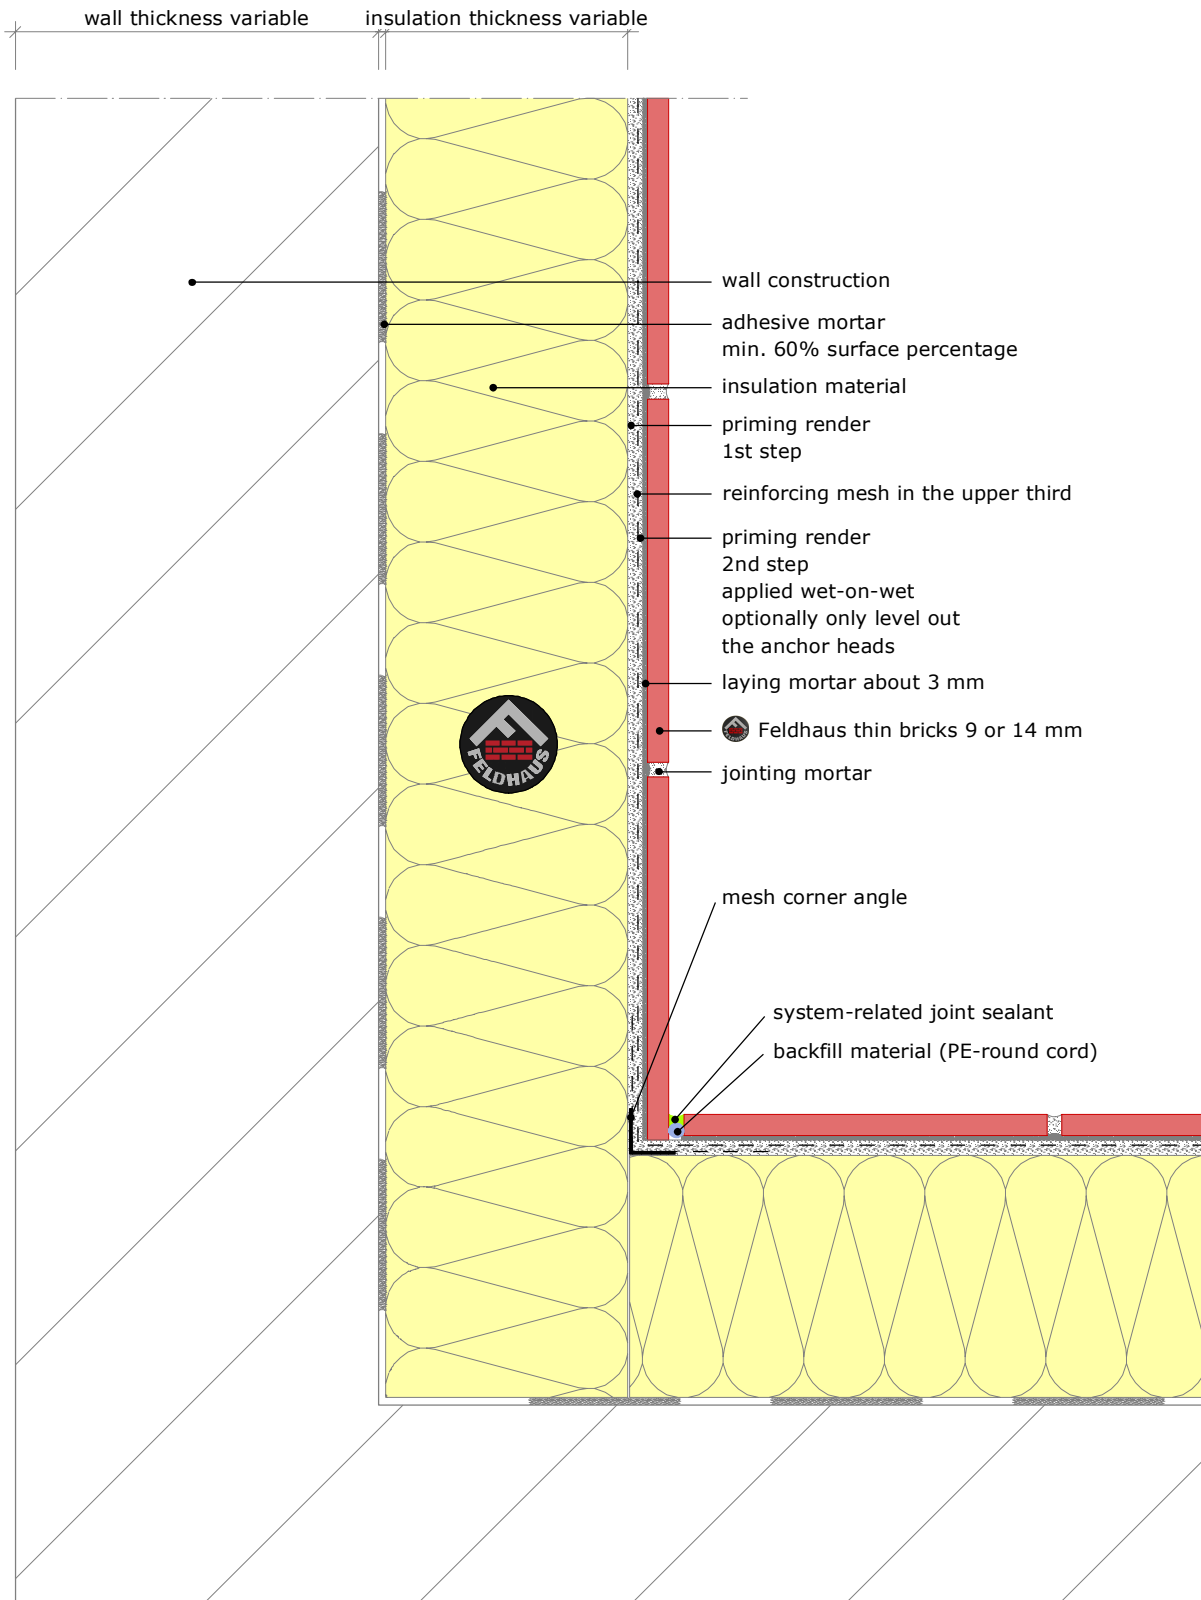 wall thickness variable
insulation thickness variable
wall construction
adhesive mortar
min. 60% surface percentage
insulation material
priming render
1st step
reinforcing mesh in the upper third
priming render
2nd step
applied wet-on-wet
optionally only level out
the anchor heads
laying mortar about 3 mm
Feldhaus thin bricks 9 or 14 mm
FELDHAUS
jointing mortar
mesh corner angle
system-related joint sealant
backfill material (PE-round cord)